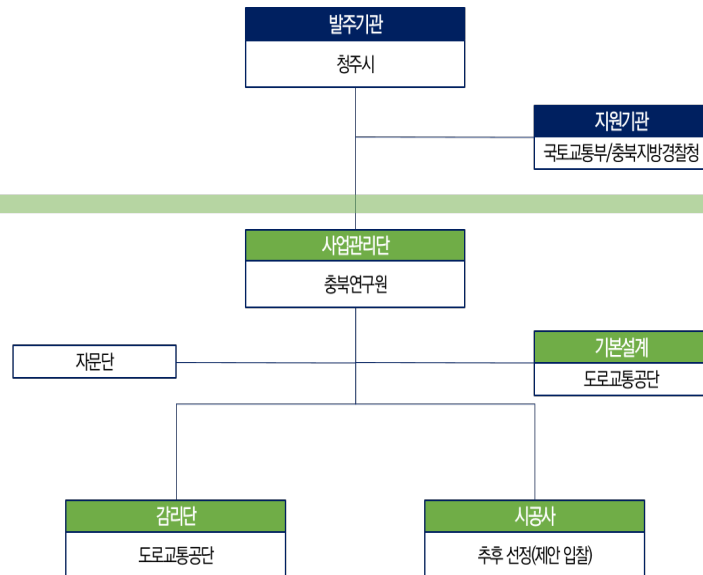 발주기관
청주시
지원기관
국토교통부/충북지방경찰청
사업관리단
충북연구원
자문단
기본설계
도로교통공단
감리단
도로교통공단
시공사
추후 선정(제안 입찰)